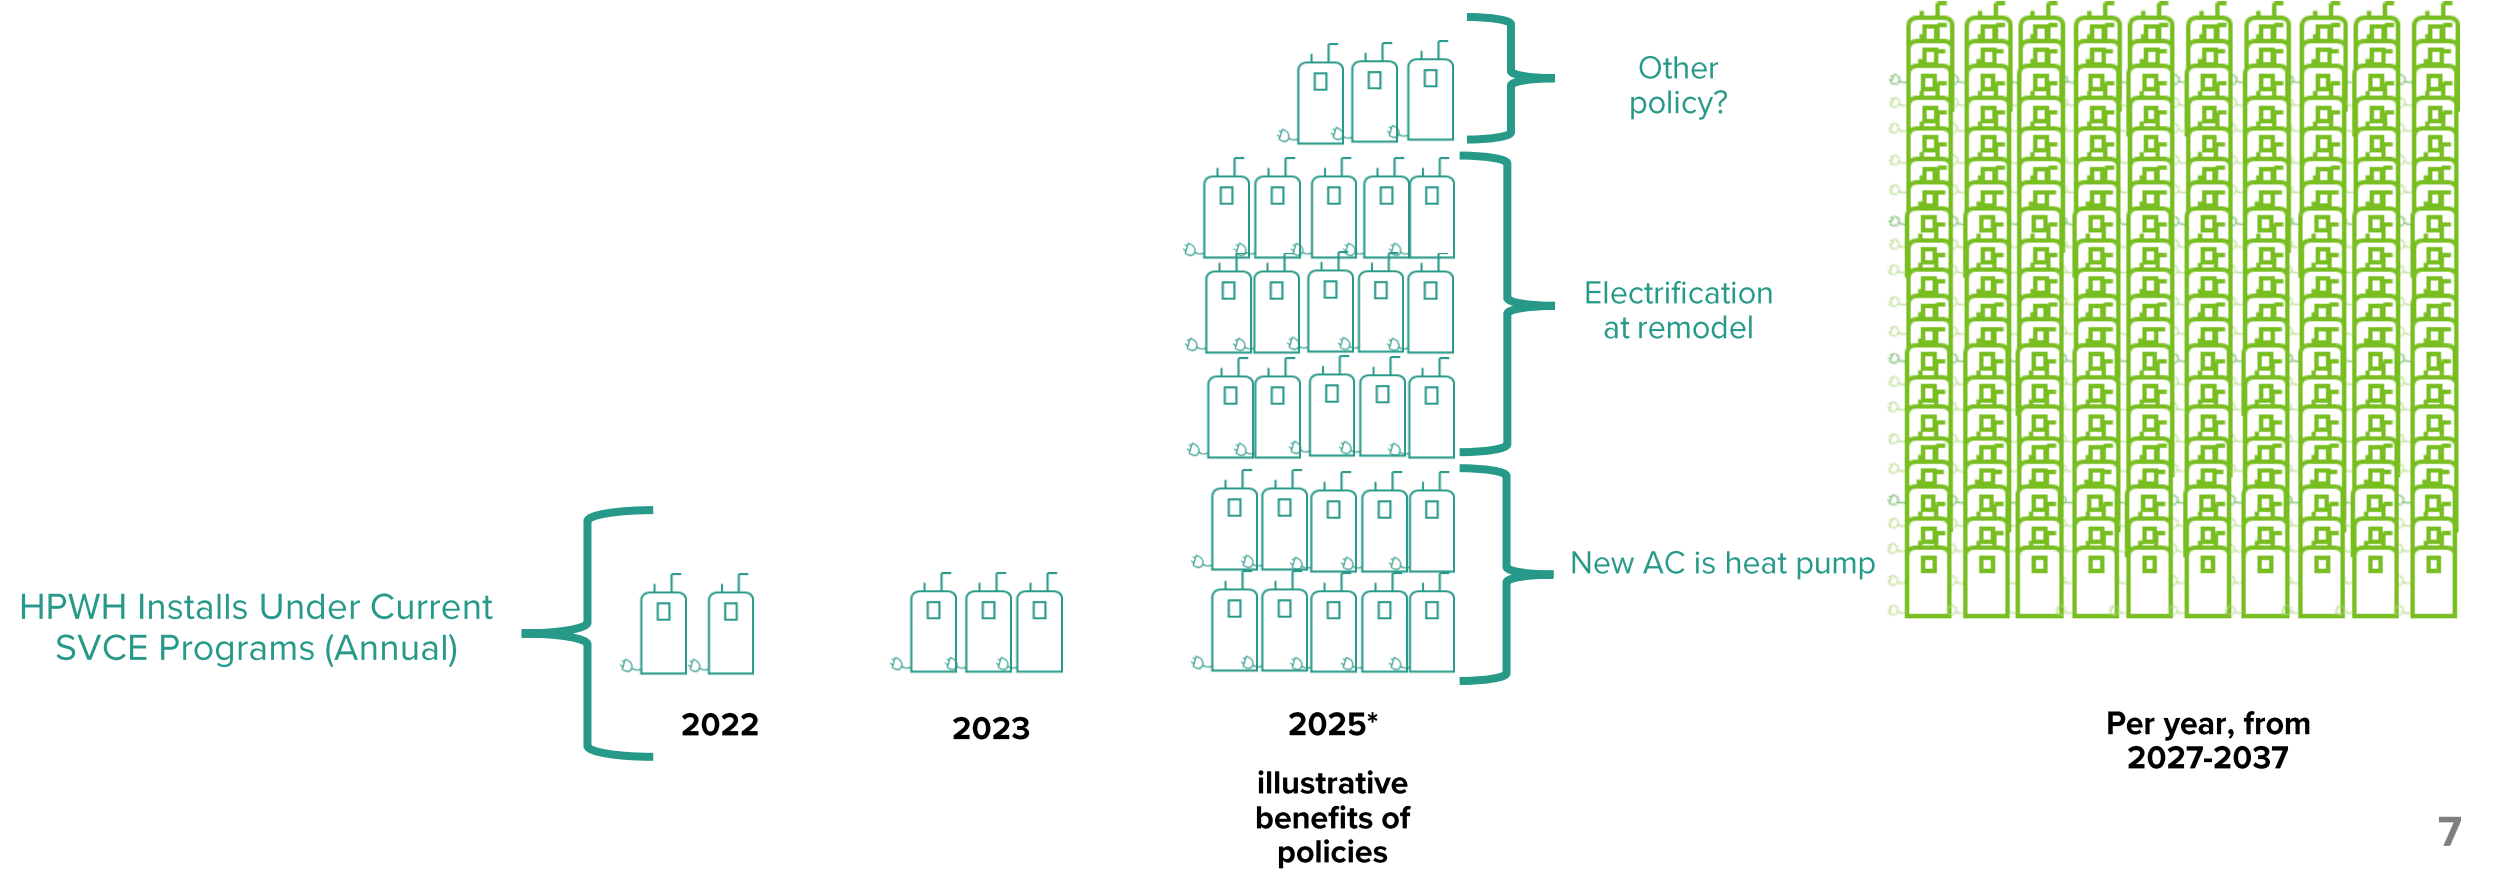 Other
policy?
Electrification
at remodel
New AC is heat pump
HPWH Installs Under Current
SVCE Programs (Annual)
2022
2023
2025*
illustrative
benefits of
policies
Per year, from
2027-2037
7